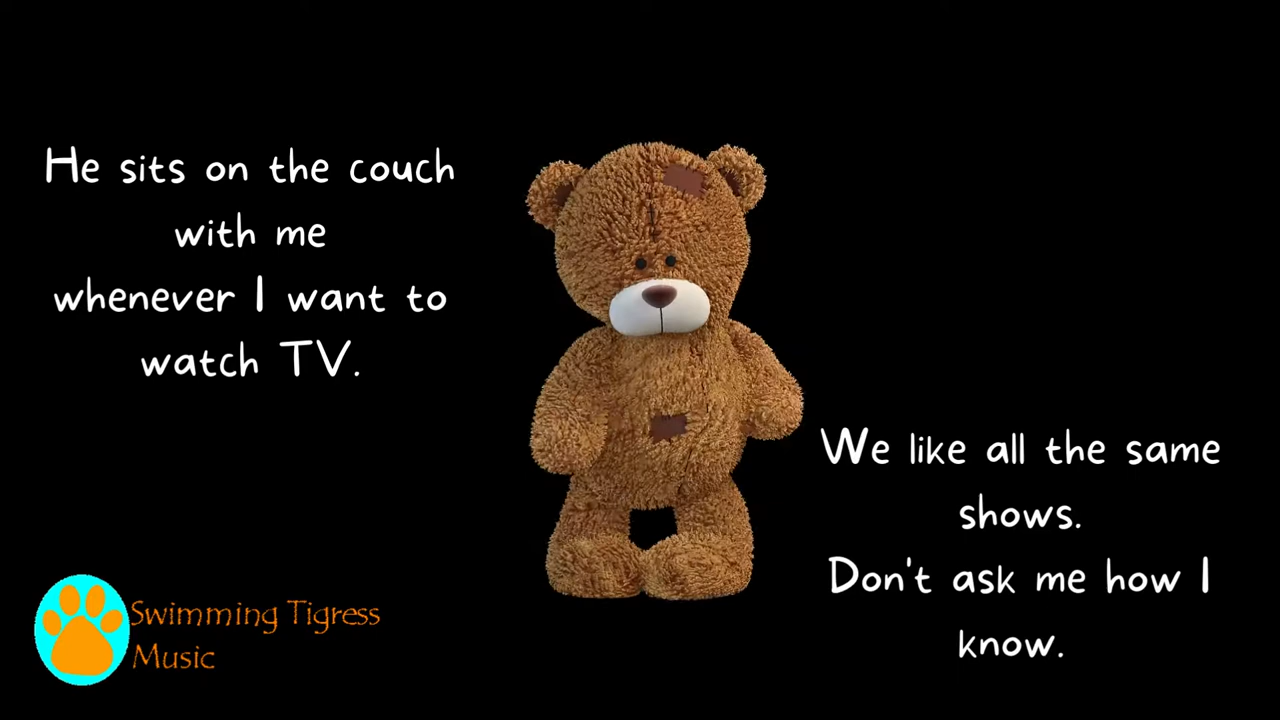 He sits on the couch
with me
whenever I want to
watch TV.
We like all the same
shows.
Don't ask me how I
know.
Swimming Tigress
Music